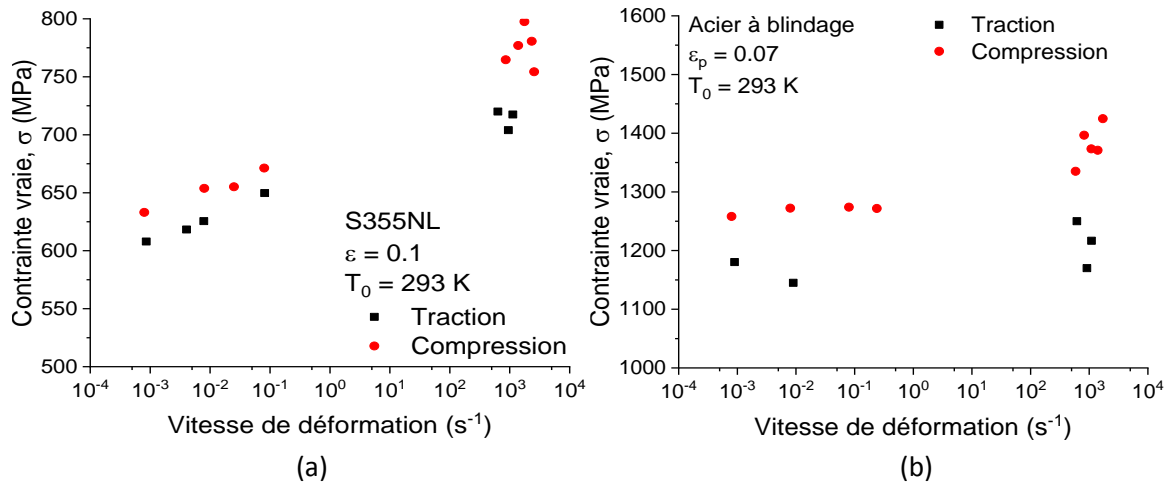 800
750
700
650
600
550
500
Contrainte vraie, σ (MPa)
S355NL
ε = 0.1
T₀ = 293 K
Traction
Compression
10⁻⁴ 10⁻³ 10⁻² 10⁻¹ 10⁰ 10¹ 10² 10³ 10⁴
Vitesse de déformation (s⁻¹)
(a)
1600
1500
1400
1300
1200
1100
1000
Contrainte vraie, σ (MPa)
Acier à blindage
εₚ = 0.07
T₀ = 293 K
Traction
Compression
10⁻⁴ 10⁻³ 10⁻² 10⁻¹ 10⁰ 10¹ 10² 10³ 10⁴
Vitesse de déformation (s⁻¹)
(b)